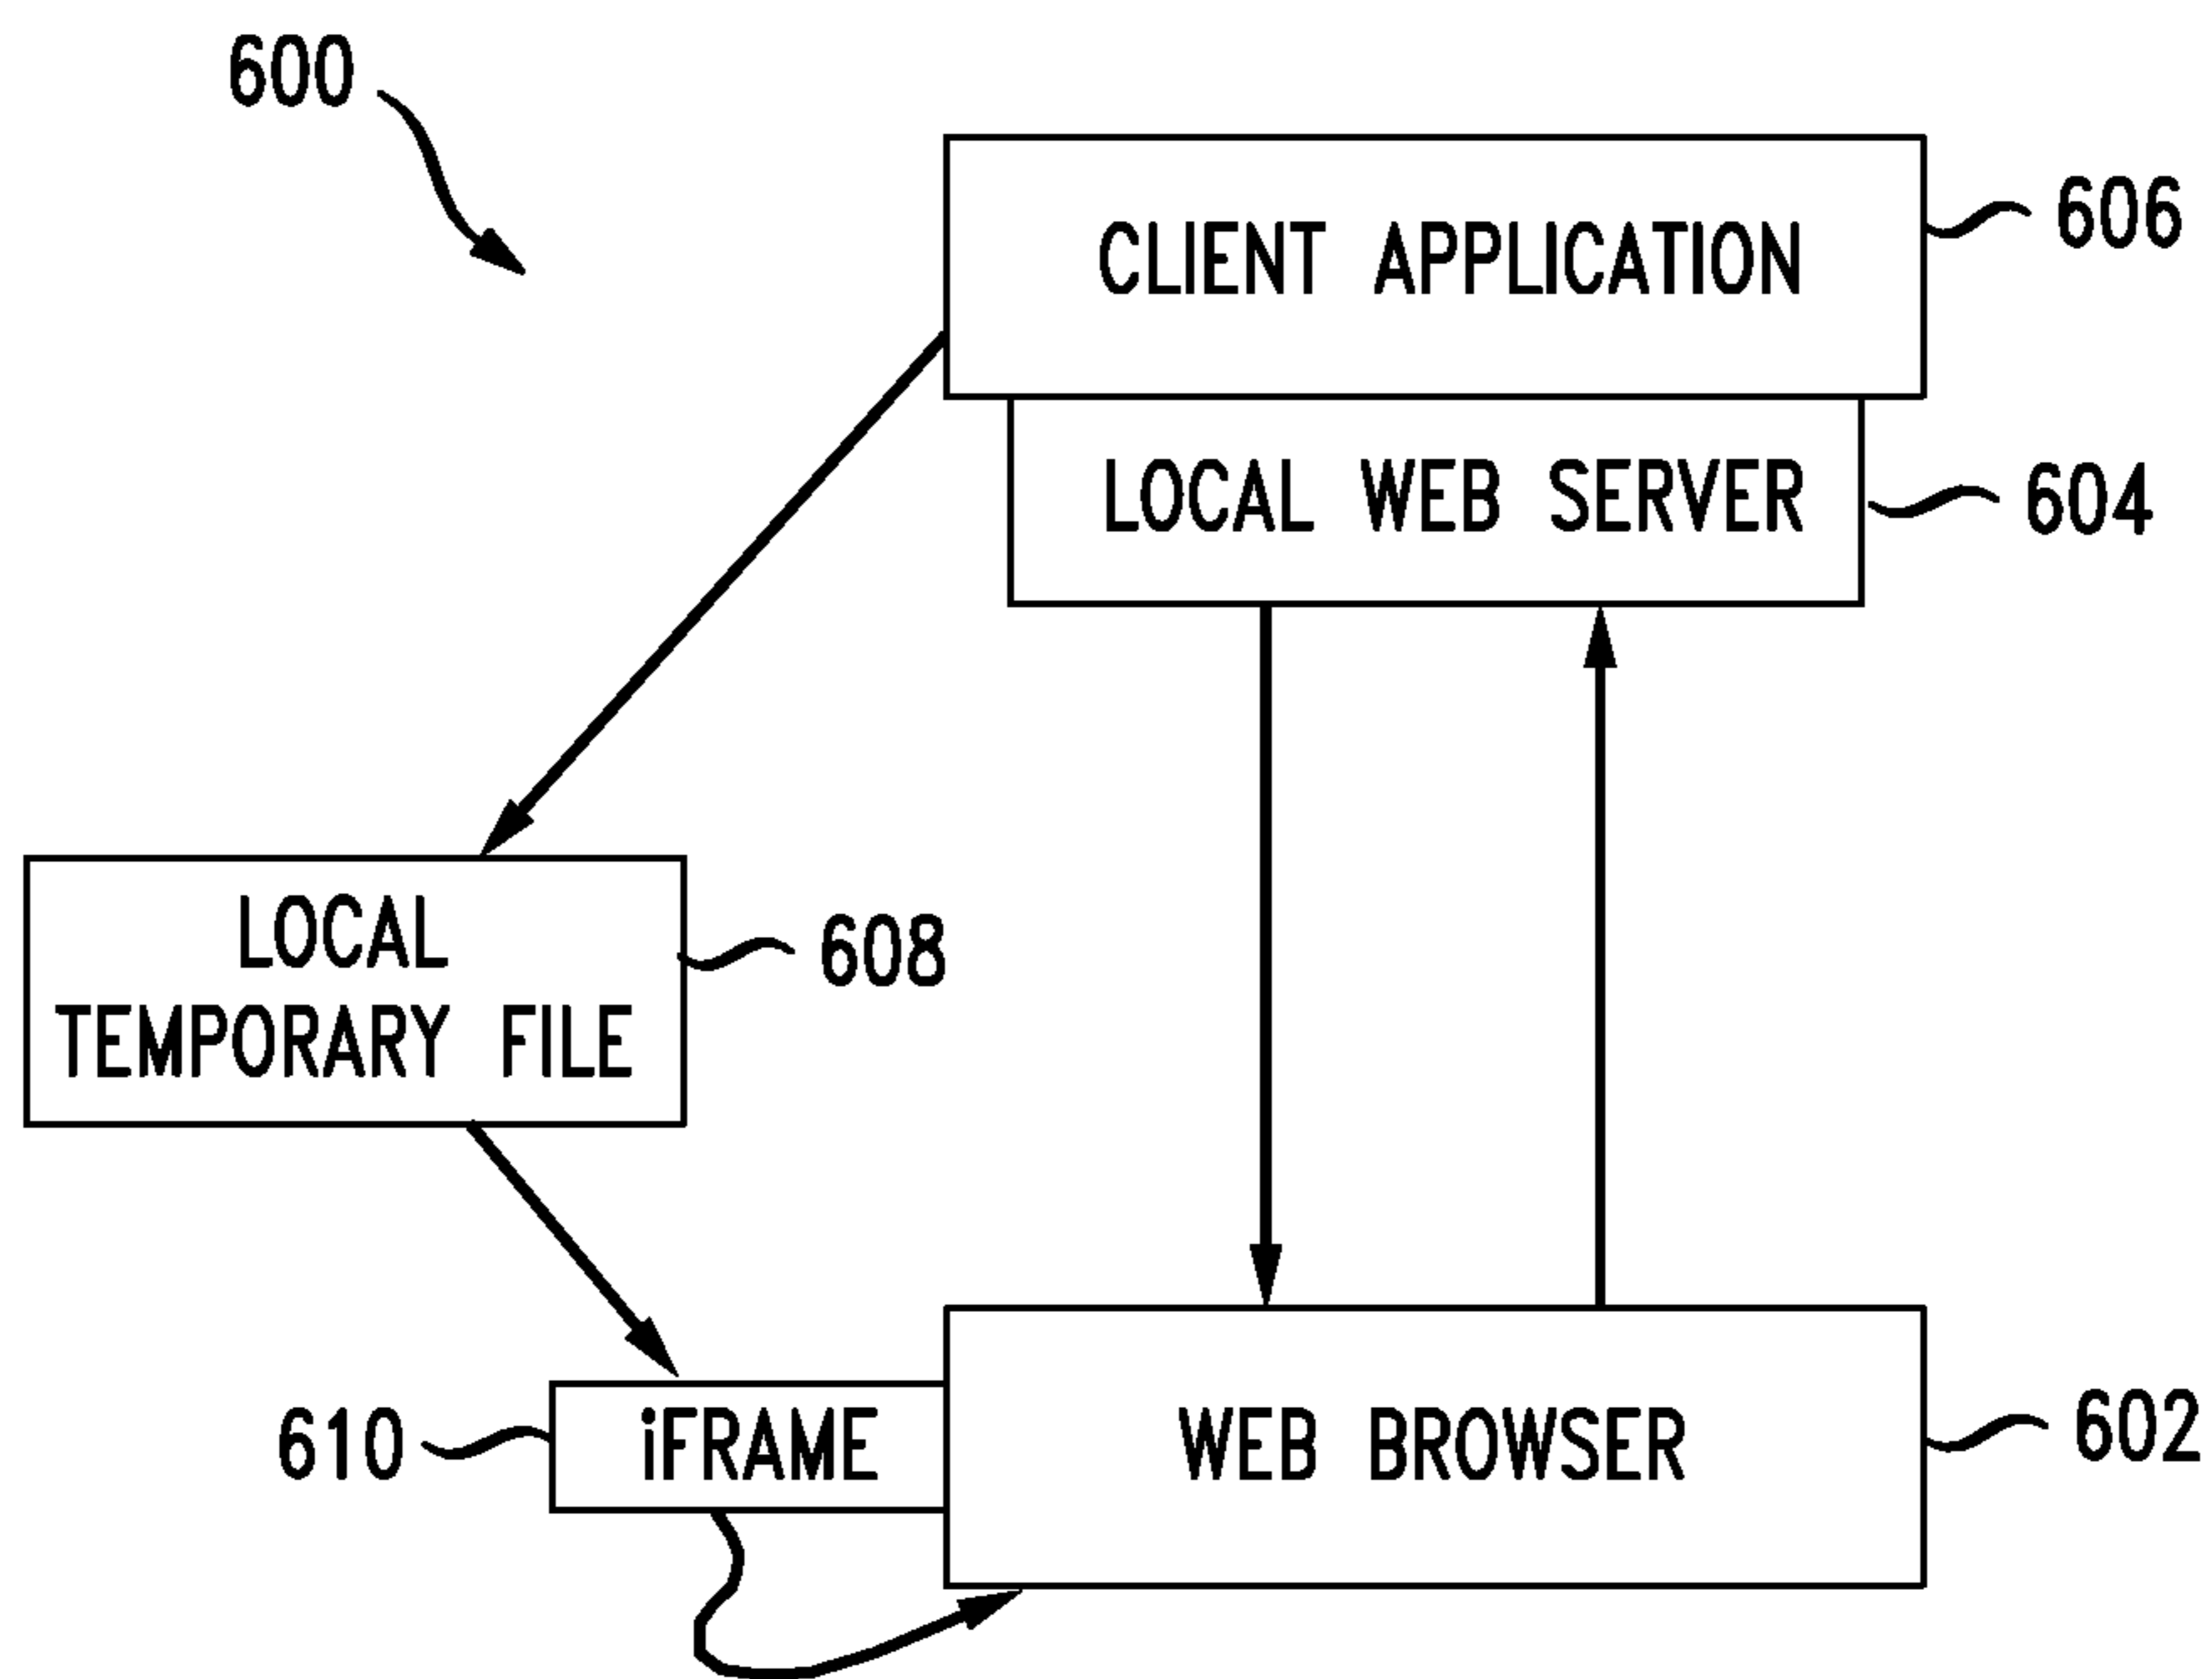 600
CLIENT APPLICATION
606
LOCAL WEB SERVER
604
LOCAL
TEMPORARY FILE
608
610
iFRAME
WEB BROWSER
602